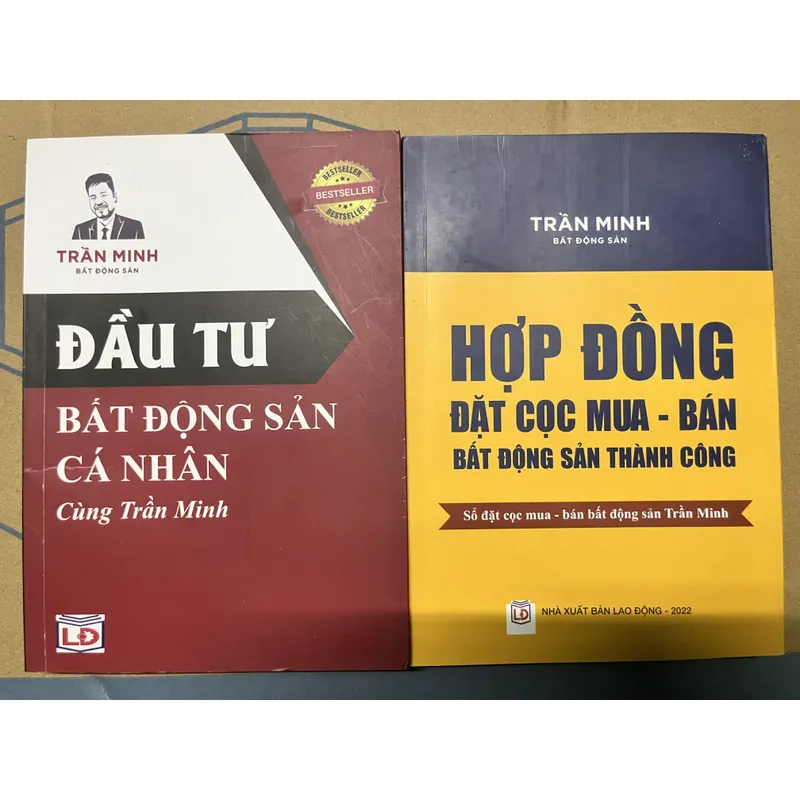 BESTSELLER
BESTSELLER
BESTSELLER
TRẦN MINH
BẤT ĐỘNG SẢN
ĐẦU TƯ
BẤT ĐỘNG SẢN
CÁ NHÂN
Cùng Trần Minh
LĐ
TRẦN MINH
BẤT ĐỘNG SẢN
HỢP ĐỒNG
ĐẶT CỌC MUA - BÁN
BẤT ĐỘNG SẢN THÀNH CÔNG
Sổ đặt cọc mua - bán bất động sản Trần Minh
LĐ
NHÀ XUẤT BẢN LAO ĐỘNG - 2022